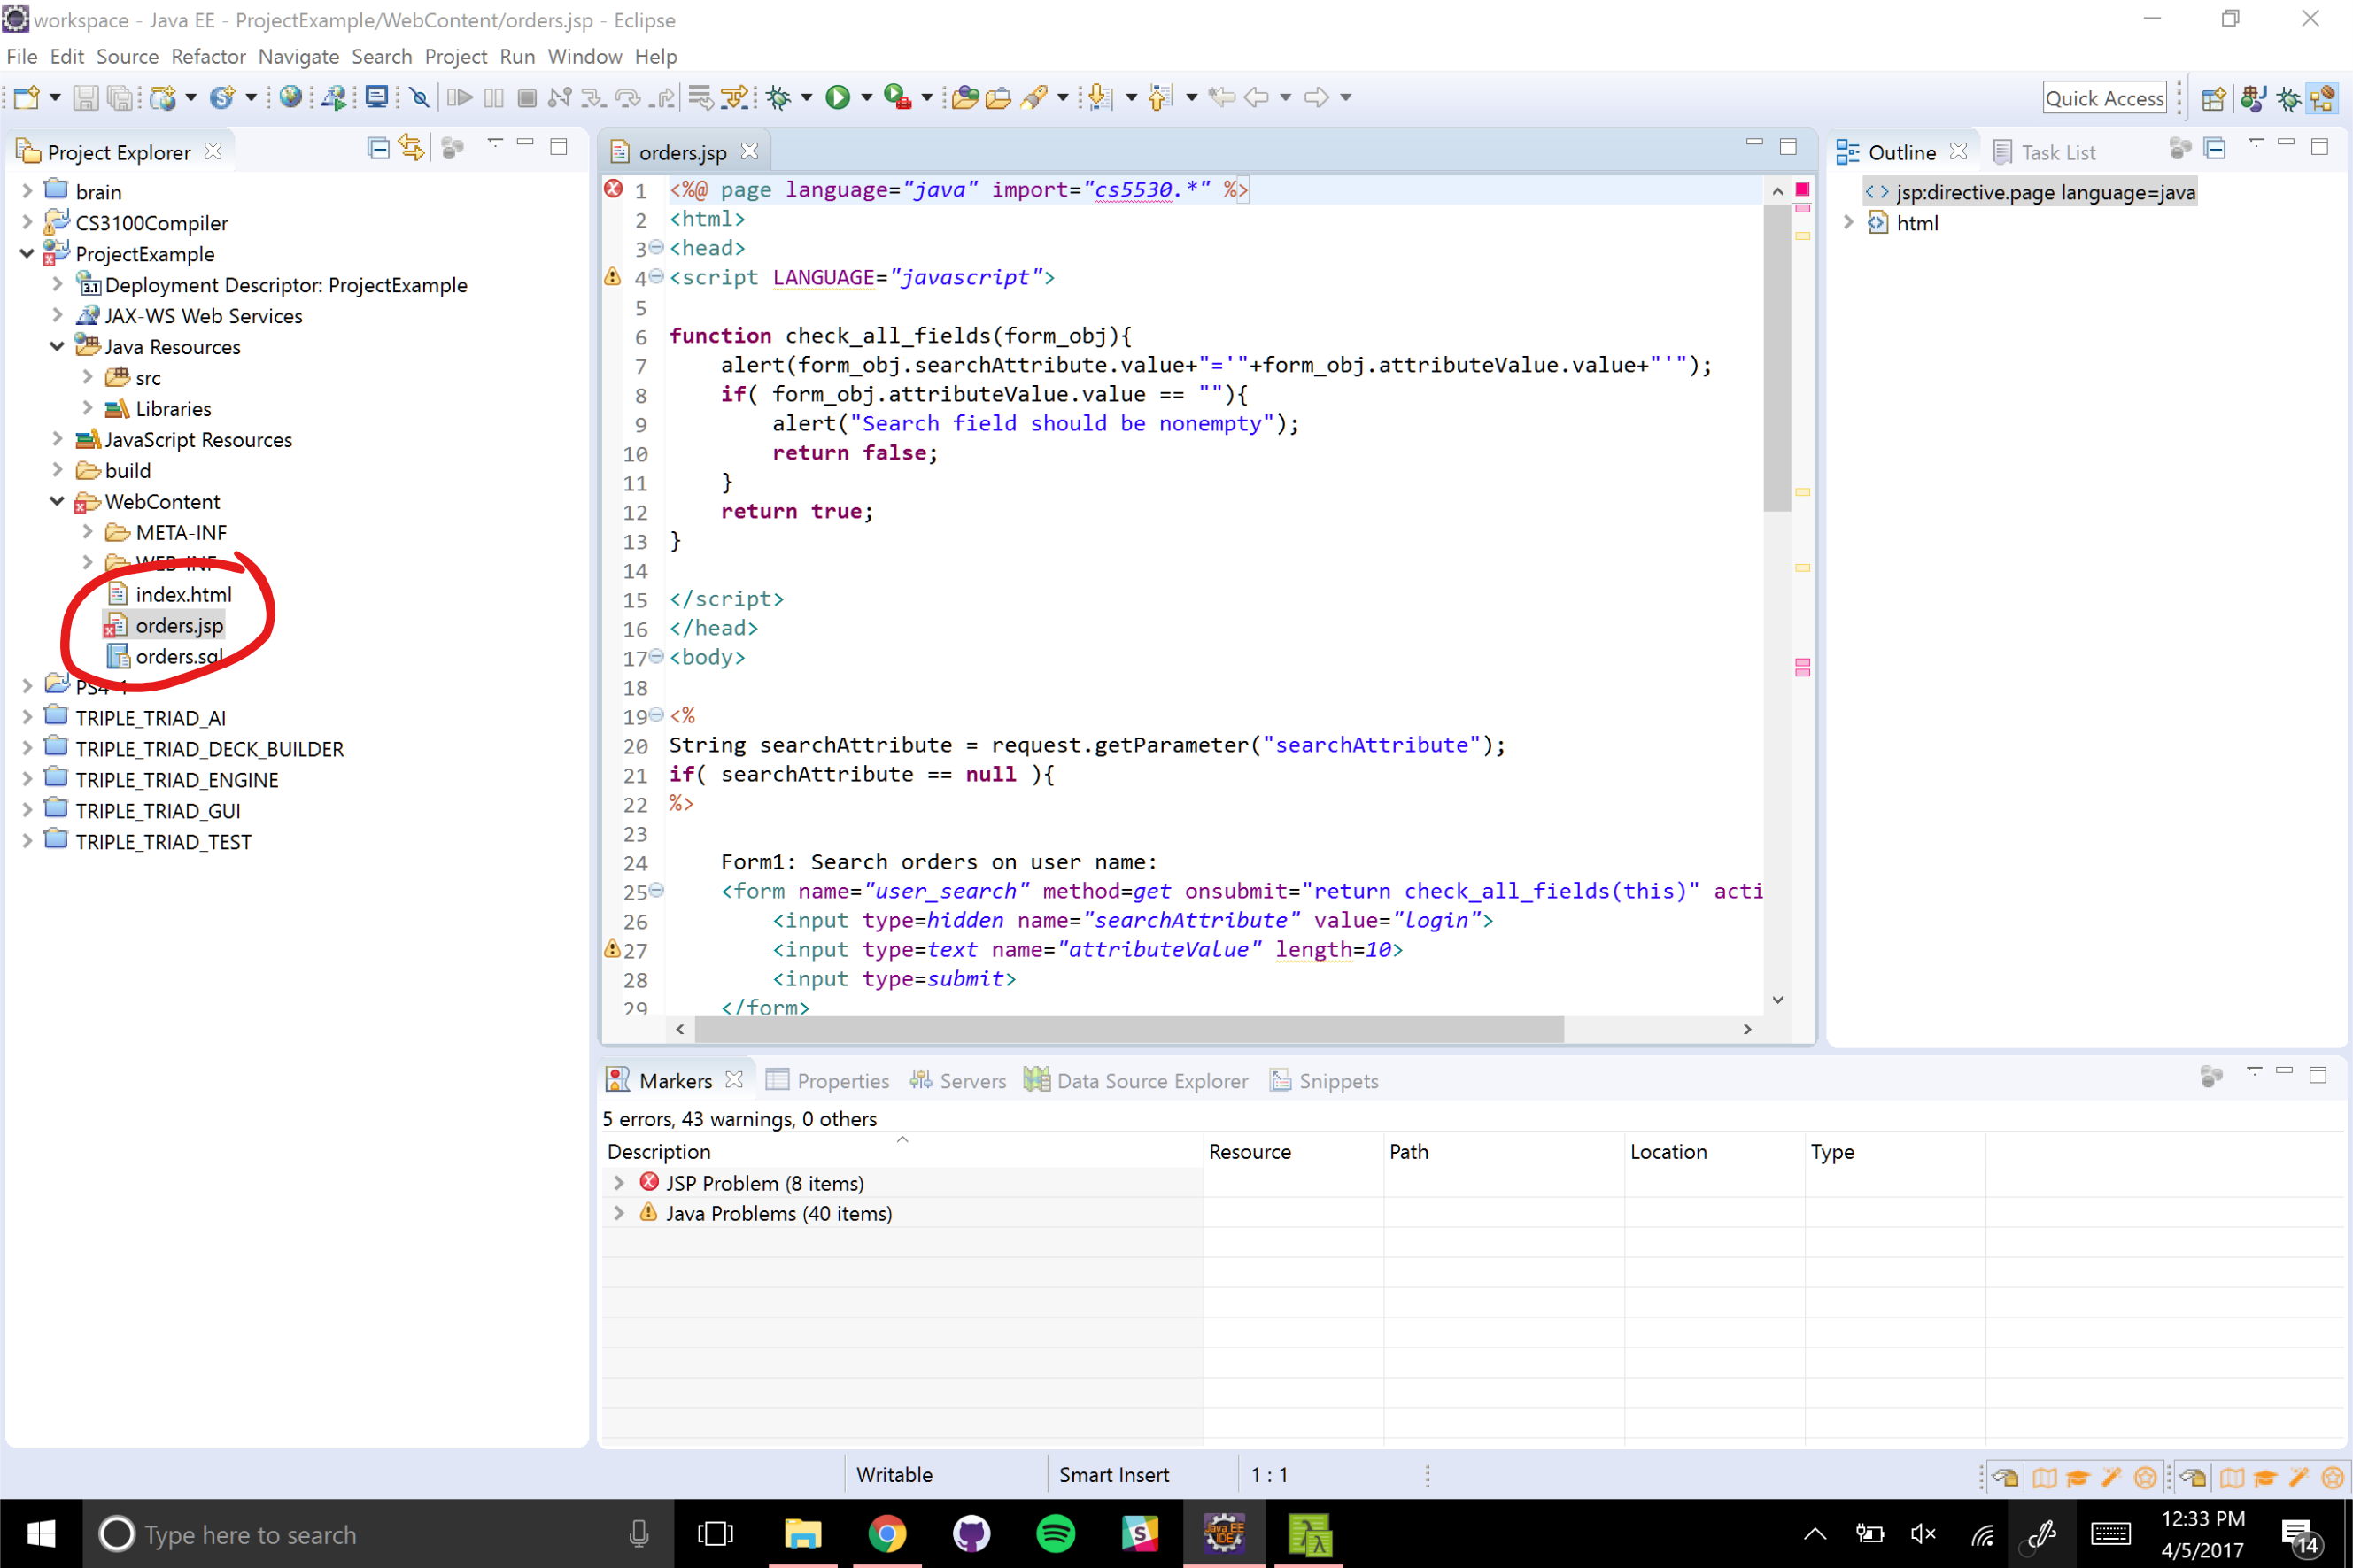 workspace - Java EE - ProjectExample/WebContent/orders.jsp - Eclipse
File Edit Source Refactor Navigate Search Project Run Window Help
Quick Access
Project Explorer
brain
CS3100Compiler
ProjectExample
Deployment Descriptor: ProjectExample
JAX-WS Web Services
Java Resources
src
Libraries
JavaScript Resources
build
WebContent
META-INF
WEB-INF
index.html
orders.jsp
orders.sql
PS4-1
TRIPLE_TRIAD_AI
TRIPLE_TRIAD_DECK_BUILDER
TRIPLE_TRIAD_ENGINE
TRIPLE_TRIAD_GUI
TRIPLE_TRIAD_TEST
orders.jsp
1 <%@ page language="java" import="cs5530.*" %>
2 <html>
3 <head>
4 <script LANGUAGE="javascript">
5
6 function check_all_fields(form_obj){
7 alert(form_obj.searchAttribute.value+"='"+form_obj.attributeValue.value+"'");
8 if( form_obj.attributeValue.value == ""){
9 alert("Search field should be nonempty");
10 return false;
11 }
12 return true;
13 }
14
15 </script>
16 </head>
17 <body>
18
19 <%
20 String searchAttribute = request.getParameter("searchAttribute");
21 if( searchAttribute == null ){
22 %>
23
24 Form1: Search orders on user name:
25 <form name="user_search" method=get onsubmit="return check_all_fields(this)" acti
26 <input type=hidden name="searchAttribute" value="login">
27 <input type=text name="attributeValue" length=10>
28 <input type=submit>
29 </form>
Outline Task List
jsp:directive.page language=java
html
Markers Properties Servers Data Source Explorer Snippets
5 errors, 43 warnings, 0 others
Description Resource Path Location Type
JSP Problem (8 items)
Java Problems (40 items)
Writable Smart Insert 1 : 1
Type here to search
Java EE
IDE
12:33 PM
4/5/2017
14